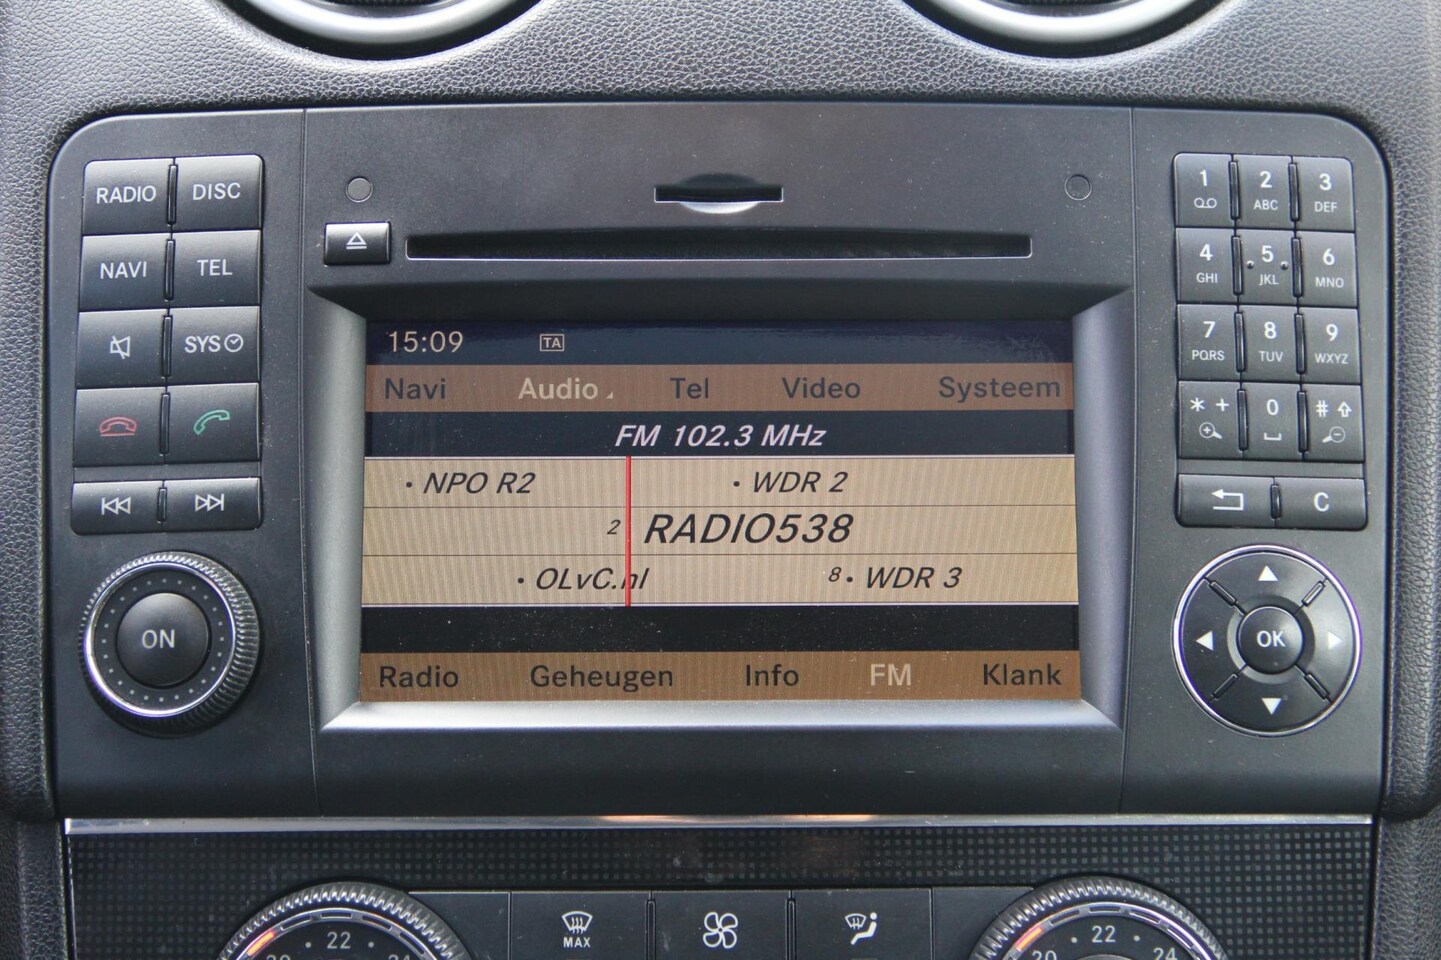 RADIO DISC
NAVI TEL
SYS
ON
15:09 TA
Navi Audio Tel Video Systeem
FM 102.3 MHz
· NPO R2 · WDR 2
2 RADIO538
· OLvC.nl 8· WDR 3
Radio Geheugen Info FM Klank
1 2 ABC 3 DEF
4 GHI 5 JKL 6 MNO
7 PQRS 8 TUV 9 WXYZ
* + 0 #
C
OK
22
MAX
20 22 24